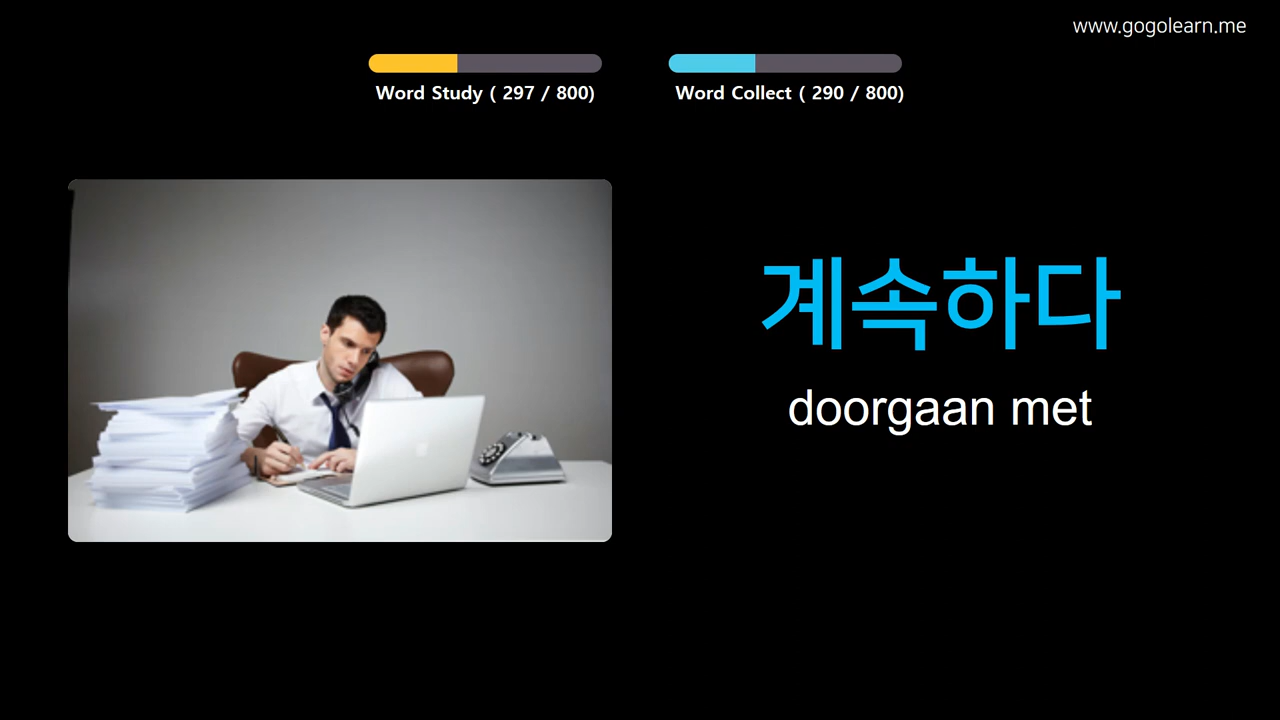 www.gogolearn.me
Word Study ( 297 / 800)
Word Collect ( 290 / 800)
계속하다
doorgaan met